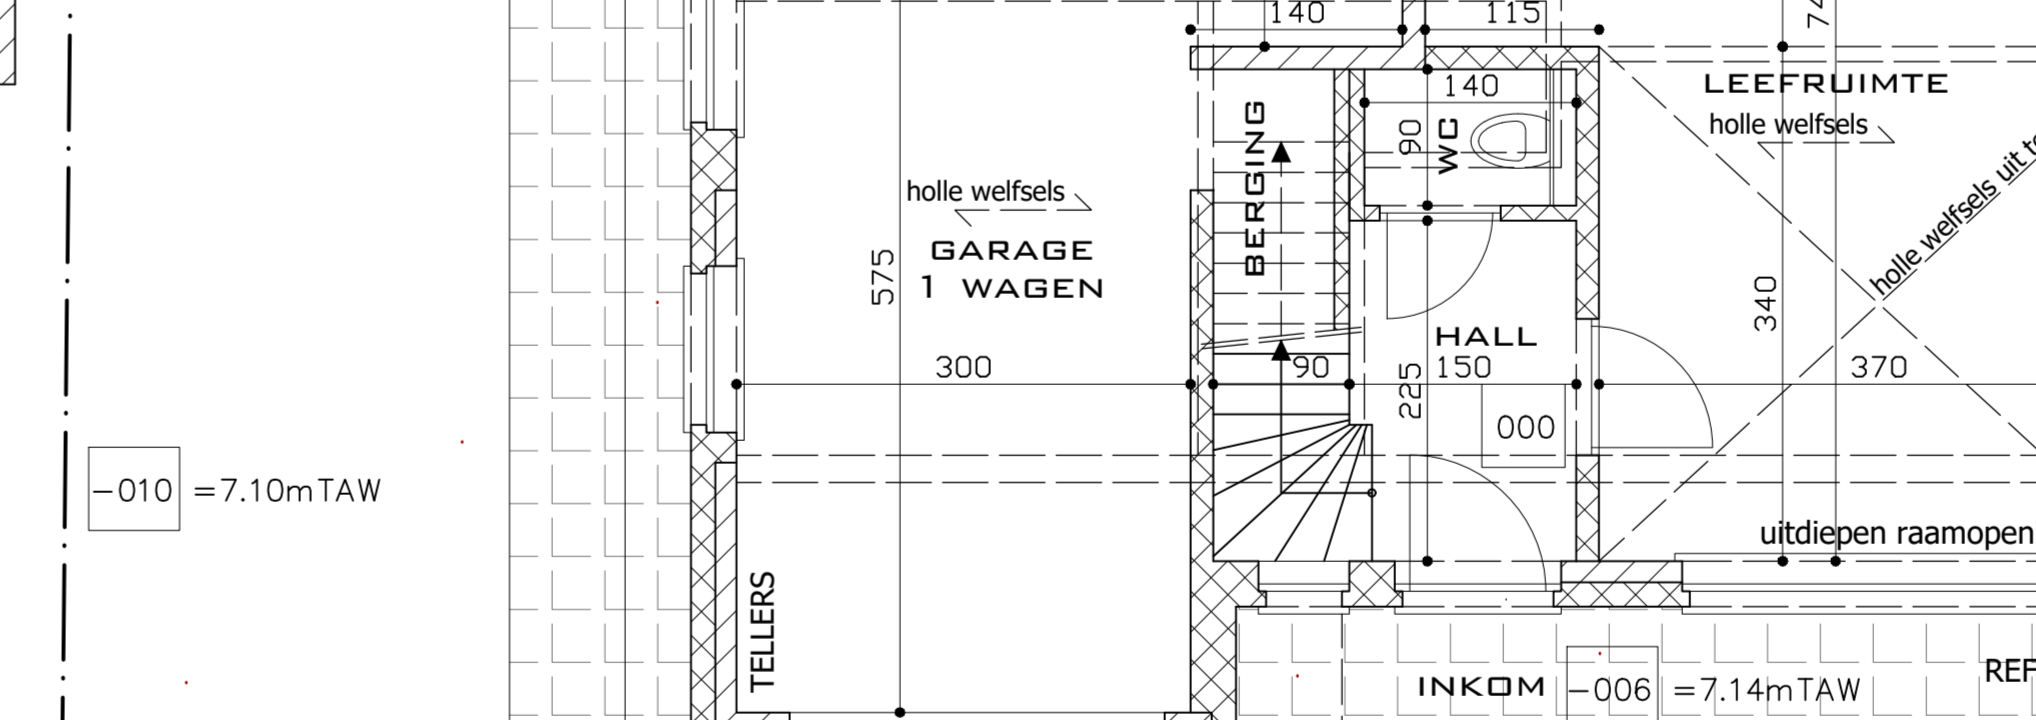 140
115
74
LEEFRUIMTE
holle welfsels
140
90
WC
BERGING
holle welfsels
GARAGE
1 WAGEN
575
holle welfsels uit te
340
HALL
300
90
150
225
370
000
-010 =7.10mTAW
uitdiepen raamopen
TELLERS
INKOM
-006 =7.14mTAW
REF